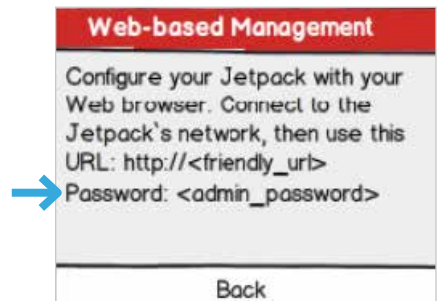 Web-based Management
Configure your Jetpack with your
Web browser. Connect to the
Jetpack`s network, then use this
URL: http://<friendly_url>
Password: <admin_password>
Back